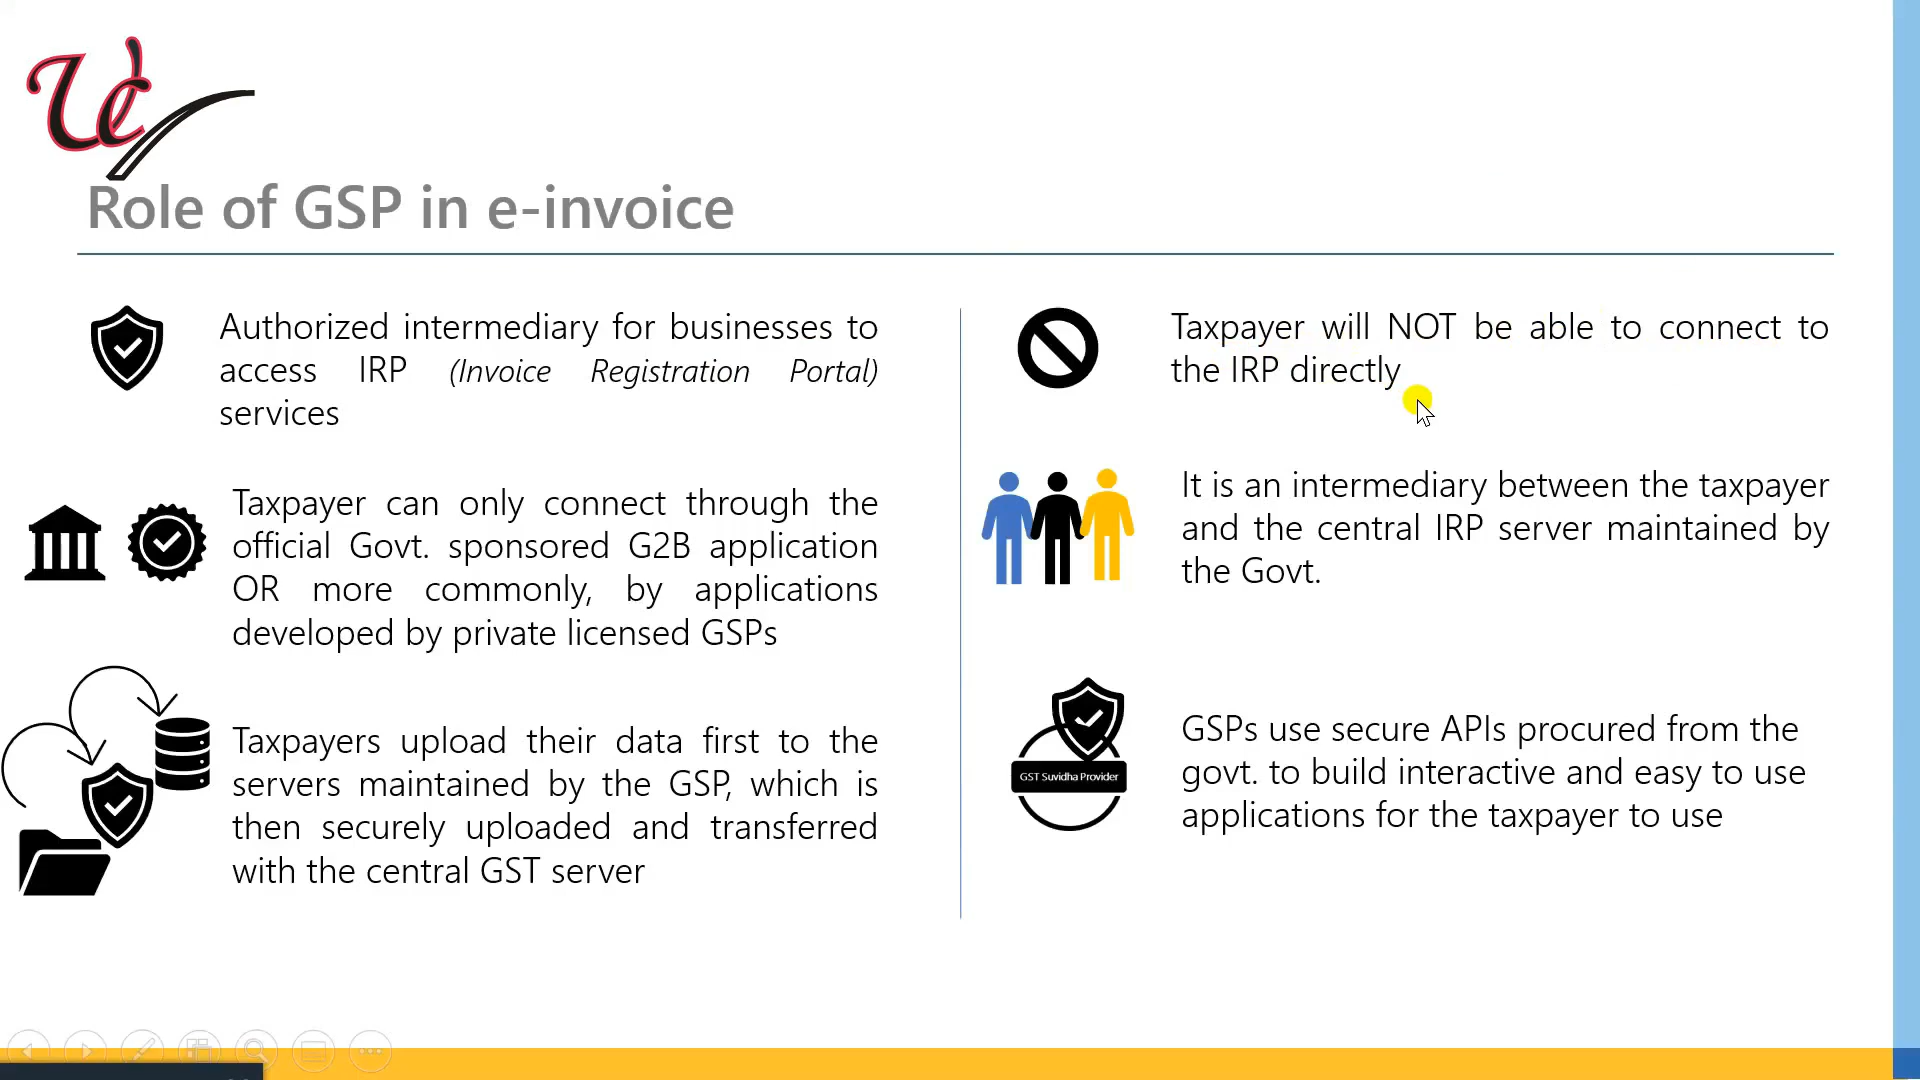 Ue
Role of GSP in e-invoice
Authorized intermediary for businesses to
access IRP (Invoice Registration Portal)
services
Taxpayer can only connect through the
official Govt. sponsored G2B application
OR more commonly, by applications
developed by private licensed GSPs
Taxpayers upload their data first to the
servers maintained by the GSP, which is
then securely uploaded and transferred
with the central GST server
Taxpayer will NOT be able to connect to
the IRP directly
It is an intermediary between the taxpayer
and the central IRP server maintained by
the Govt.
GST Suvidha Provider
GSPs use secure APIs procured from the
govt. to build interactive and easy to use
applications for the taxpayer to use